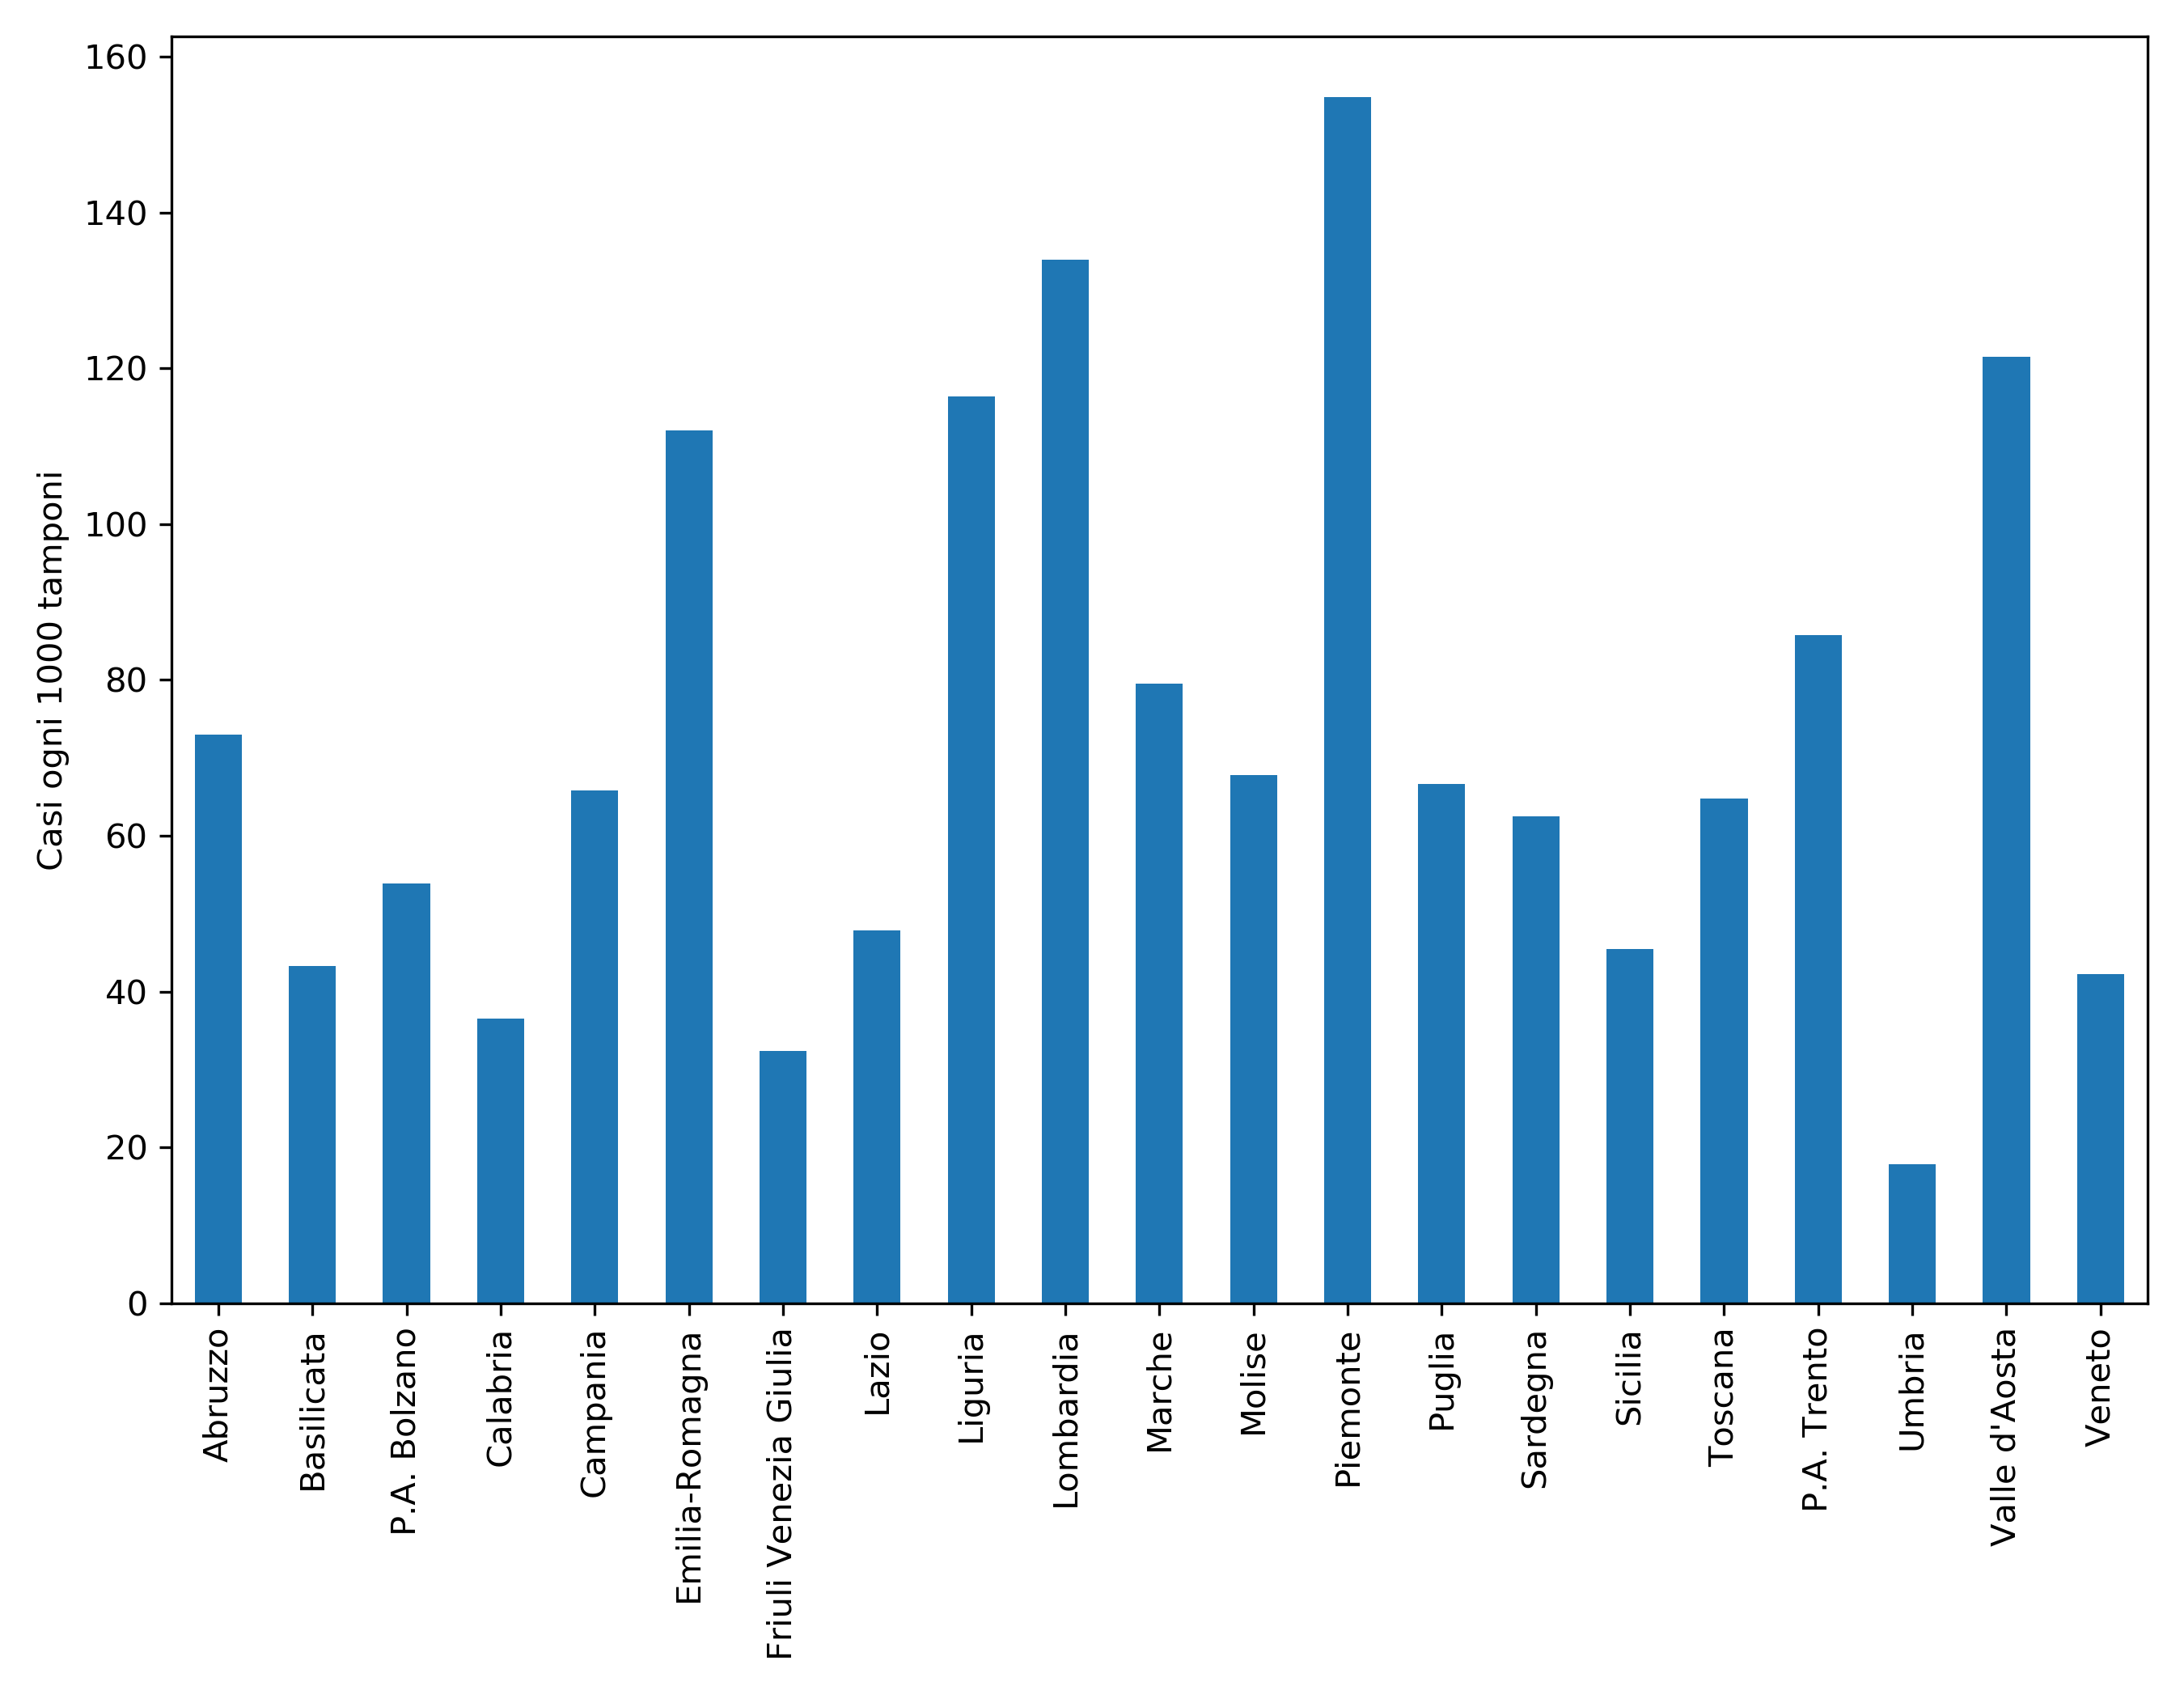 Casi ogni 1000 tamponi
160
140
120
100
80
60
40
20
0
Abruzzo
Basilicata
P.A. Bolzano
Calabria
Campania
Emilia-Romagna
Friuli Venezia Giulia
Lazio
Liguria
Lombardia
Marche
Molise
Piemonte
Puglia
Sardegna
Sicilia
Toscana
P.A. Trento
Umbria
Valle d'Aosta
Veneto